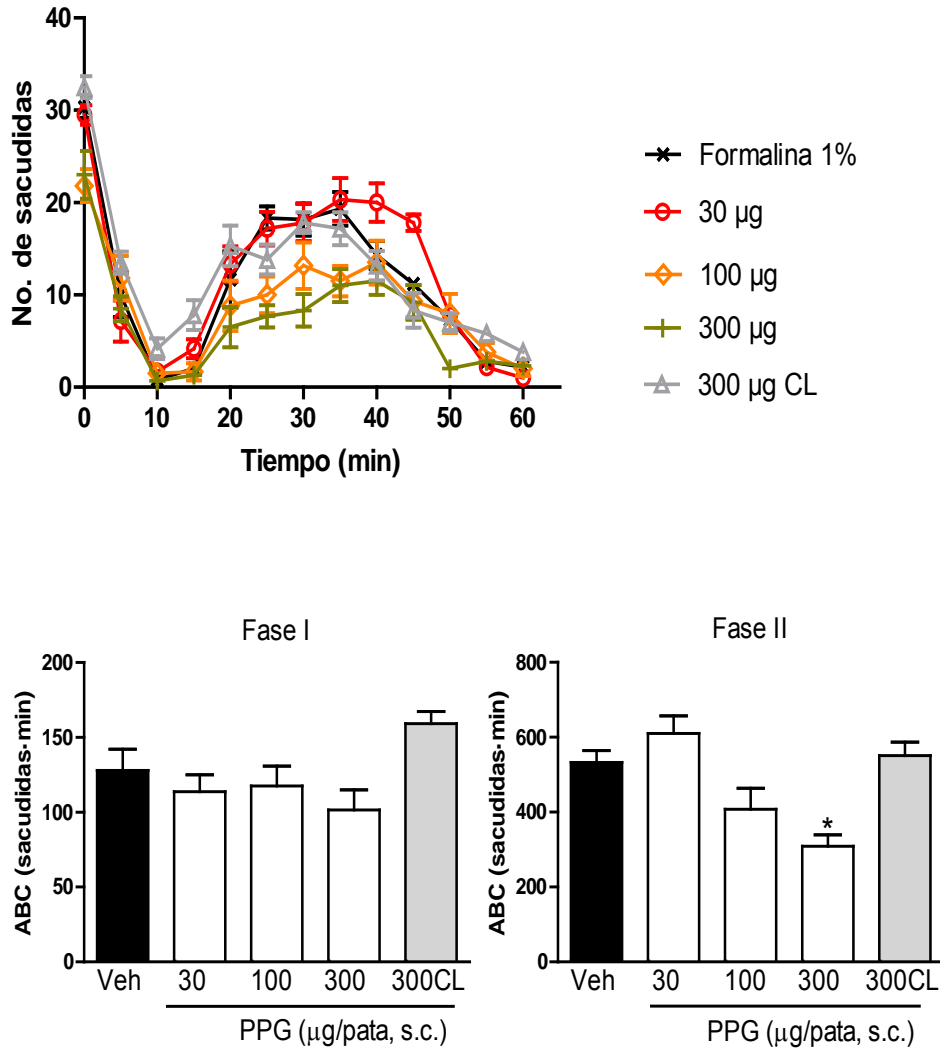 40
30
20
10
0
No. de sacudidas
0 10 20 30 40 50 60
Tiempo (min)
Formalina 1%
30 µg
100 µg
300 µg
300 µg CL
Fase I
200
150
100
50
0
ABC (sacudidas-min)
Veh 30 100 300 300CL
PPG (µg/pata, s.c.)
Fase II
800
600
400
200
0
ABC (sacudidas-min)
*
Veh 30 100 300 300CL
PPG (µg/pata, s.c.)